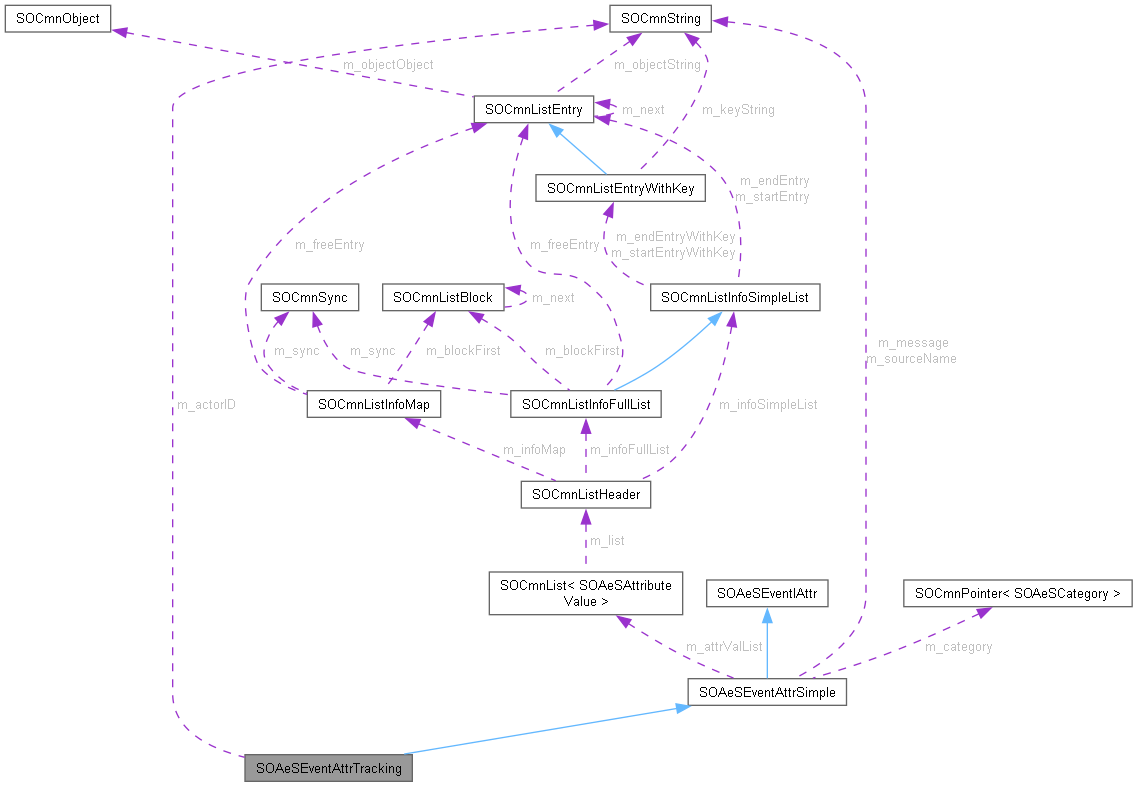 SOCmnObject
SOCmnString
m_objectObject
m_objectString
SOCmnListEntry
m_next
m_keyString
SOCmnListEntryWithKey
m_endEntry
m_startEntry
m_freeEntry
m_freeEntry
m_endEntryWithKey
m_startEntryWithKey
SOCmnSync
SOCmnListBlock
m_next
SOCmnListInfoSimpleList
m_sync
m_sync
m_blockFirst
m_blockFirst
m_message
m_sourceName
m_actorID
SOCmnListInfoMap
SOCmnListInfoFullList
m_infoSimpleList
m_infoMap
m_infoFullList
SOCmnListHeader
m_list
SOCmnList< SOAeSAttribute
Value >
SOAeSEventIAttr
SOCmnPointer< SOAeSCategory >
m_attrValList
m_category
SOAeSEventAttrSimple
SOAeSEventAttrTracking